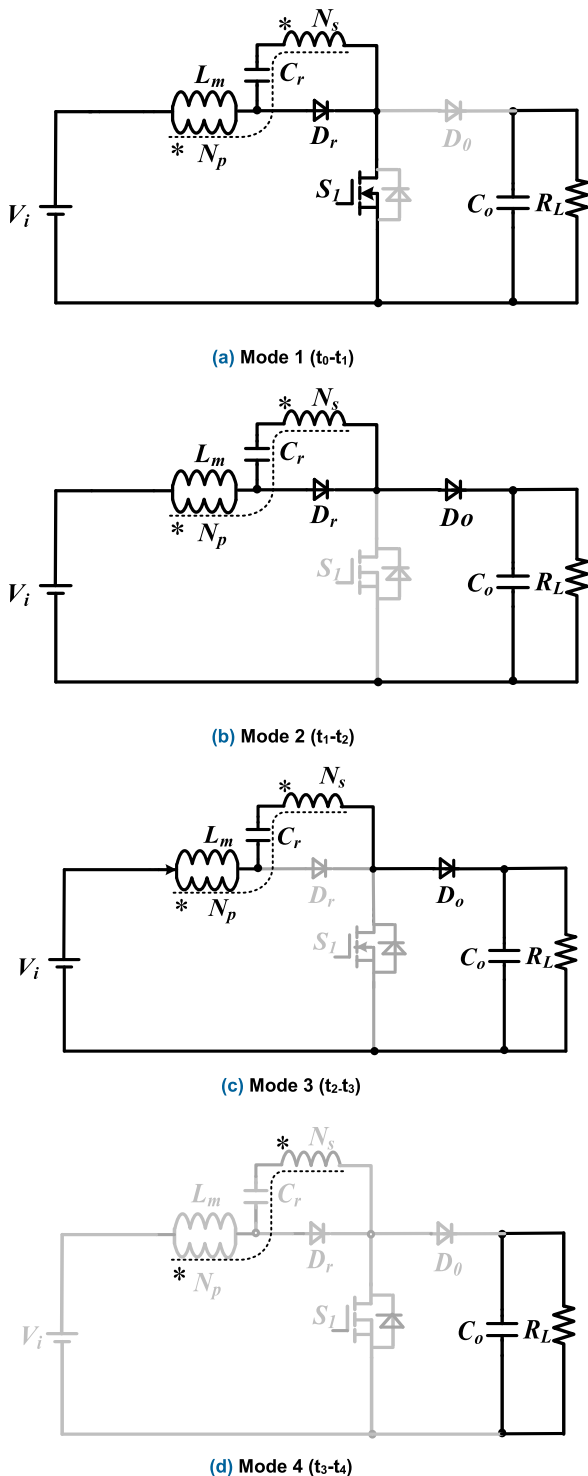 * N_s
L_m
C_r
* N_p
D_r
D_0
S_1
V_i
C_o
R_L
(a) Mode 1 (t₀-t₁)
* N_s
L_m
C_r
* N_p
D_r
Do
S_1
V_i
C_o
R_L
(b) Mode 2 (t₁-t₂)
* N_s
L_m
C_r
* N_p
D_r
D_o
S_1
V_i
C_o
R_L
(c) Mode 3 (t₂-t₃)
* N_s
L_m
C_r
* N_p
D_r
D_0
S_1
V_i
C_o
R_L
(d) Mode 4 (t₃-t₄)